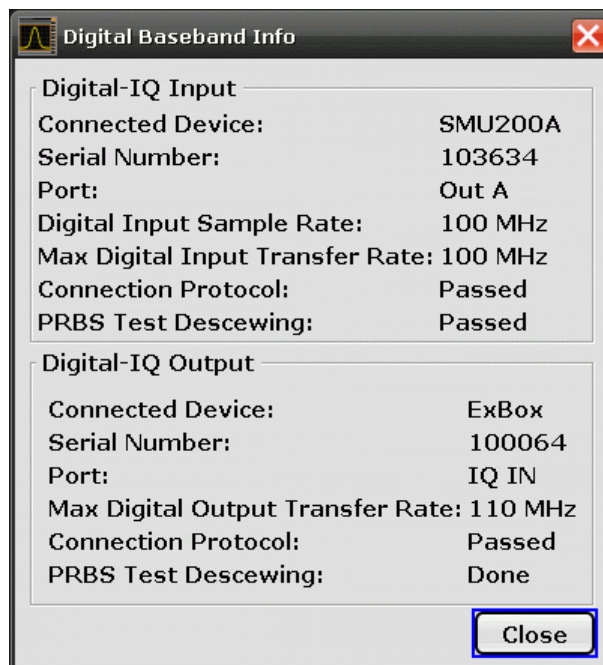 Digital Baseband Info
Digital-IQ Input
Connected Device: SMU200A
Serial Number: 103634
Port: Out A
Digital Input Sample Rate: 100 MHz
Max Digital Input Transfer Rate: 100 MHz
Connection Protocol: Passed
PRBS Test Descewing: Passed
Digital-IQ Output
Connected Device: ExBox
Serial Number: 100064
Port: IQ IN
Max Digital Output Transfer Rate: 110 MHz
Connection Protocol: Passed
PRBS Test Descewing: Done
Close